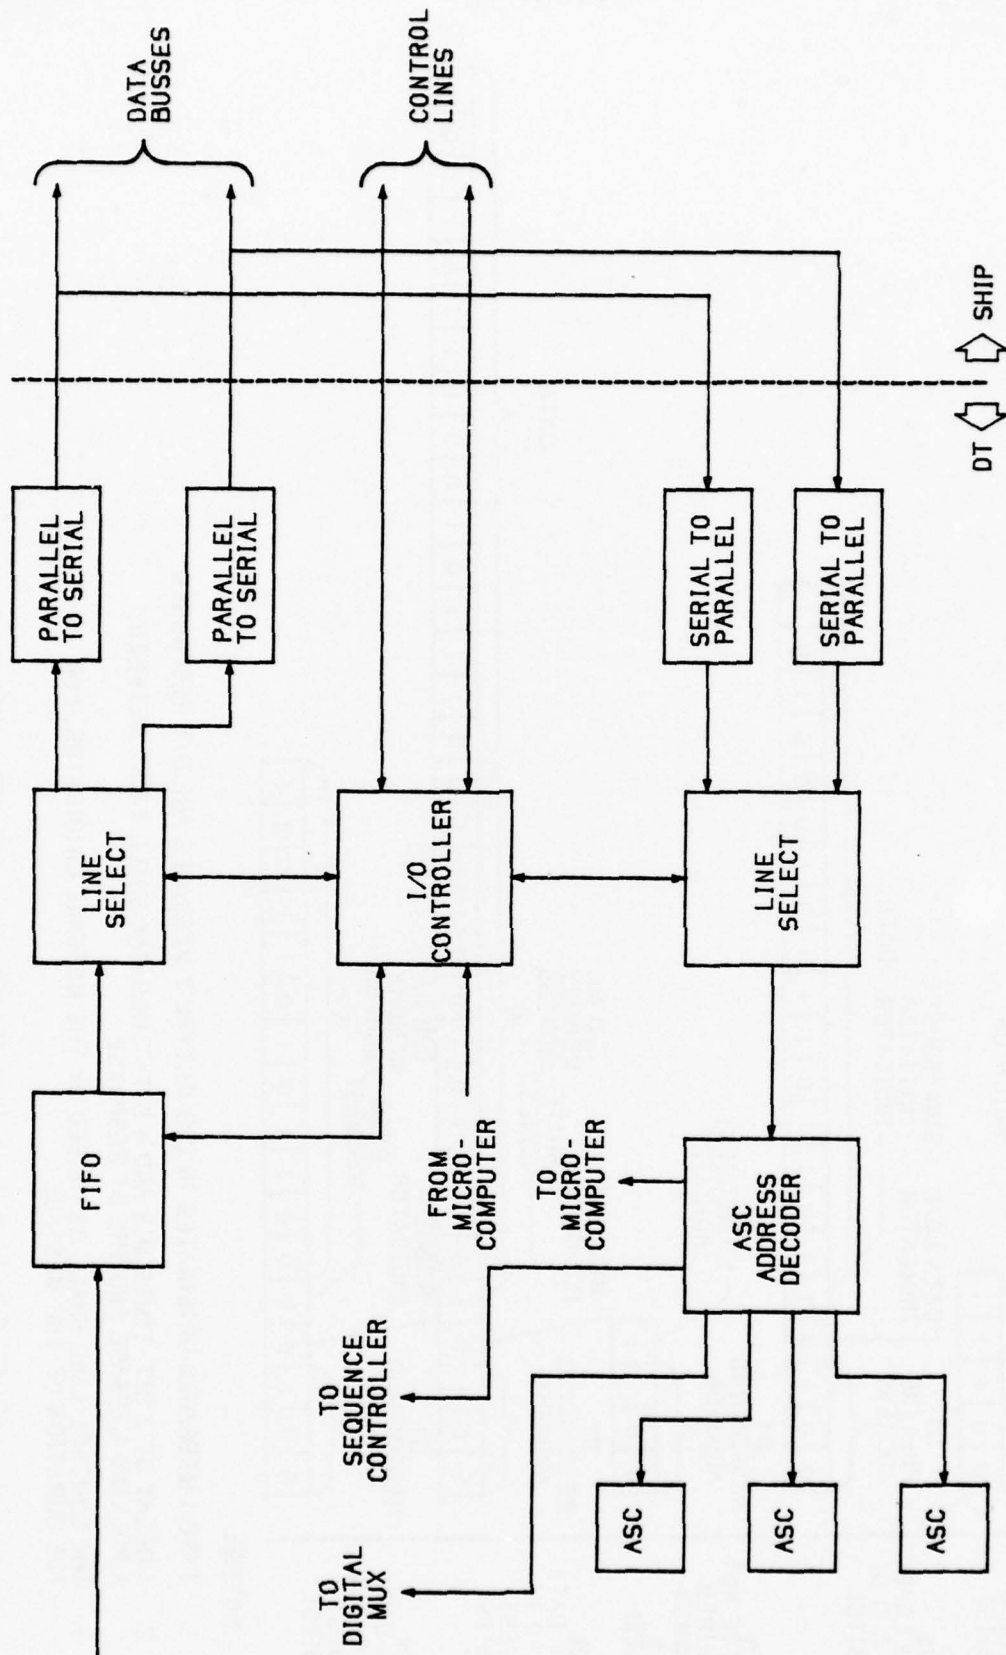 DATA
BUSSES
CONTROL
LINES
PARALLEL
TO SERIAL
PARALLEL
TO SERIAL
LINE
SELECT
FIFO
I/O
CONTROLLER
FROM
MICRO-
COMPUTER
TO
MICRO-
COMPUTER
SERIAL TO
PARALLEL
SERIAL TO
PARALLEL
LINE
SELECT
ASC
ADDRESS
DECODER
TO
SEQUENCE
CONTROLLER
TO
DIGITAL
MUX
ASC
ASC
ASC
DT
SHIP